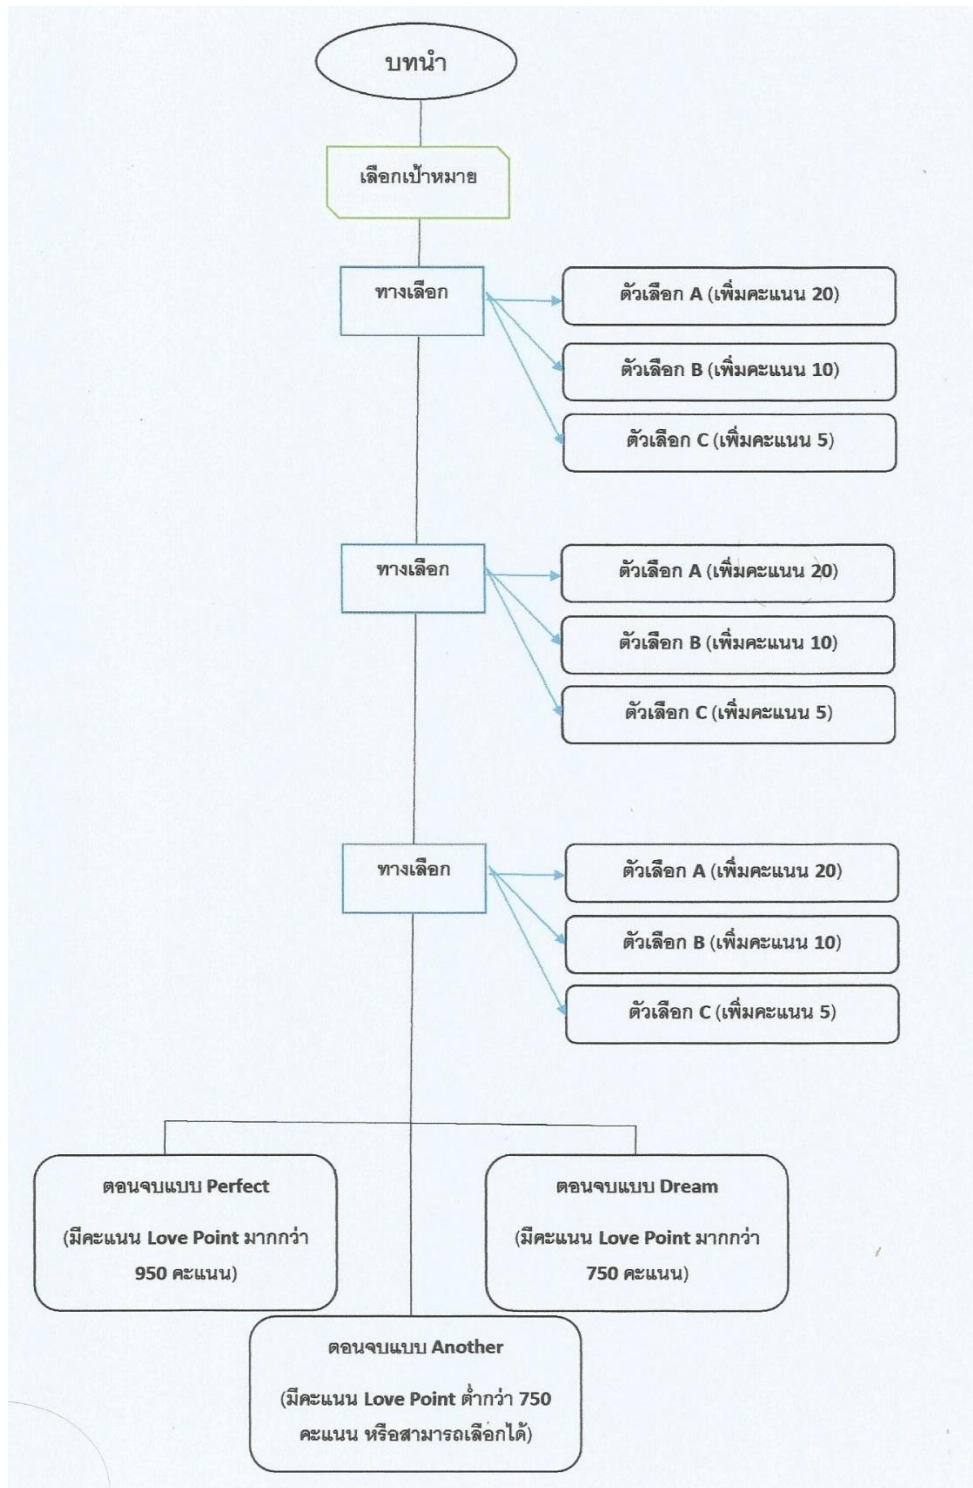 บทนำ
เลือกเป้าหมาย
ทางเลือก
ตัวเลือก A (เพิ่มคะแนน 20)
ตัวเลือก B (เพิ่มคะแนน 10)
ตัวเลือก C (เพิ่มคะแนน 5)
ทางเลือก
ตัวเลือก A (เพิ่มคะแนน 20)
ตัวเลือก B (เพิ่มคะแนน 10)
ตัวเลือก C (เพิ่มคะแนน 5)
ทางเลือก
ตัวเลือก A (เพิ่มคะแนน 20)
ตัวเลือก B (เพิ่มคะแนน 10)
ตัวเลือก C (เพิ่มคะแนน 5)
ตอนจบแบบ Perfect
(มีคะแนน Love Point มากกว่า
950 คะแนน)
ตอนจบแบบ Dream
(มีคะแนน Love Point มากกว่า
750 คะแนน)
ตอนจบแบบ Another
(มีคะแนน Love Point ต่ำกว่า 750
คะแนน หรือสามารถเลือกได้)